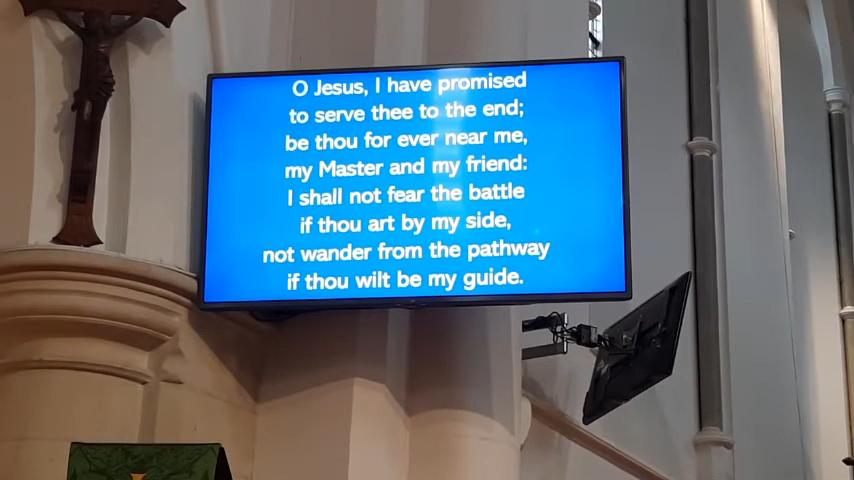 O Jesus, I have promised
to serve thee to the end;
be thou for ever near me,
my Master and my friend:
I shall not fear the battle
if thou art by my side,
not wander from the pathway
if thou wilt be my guide.